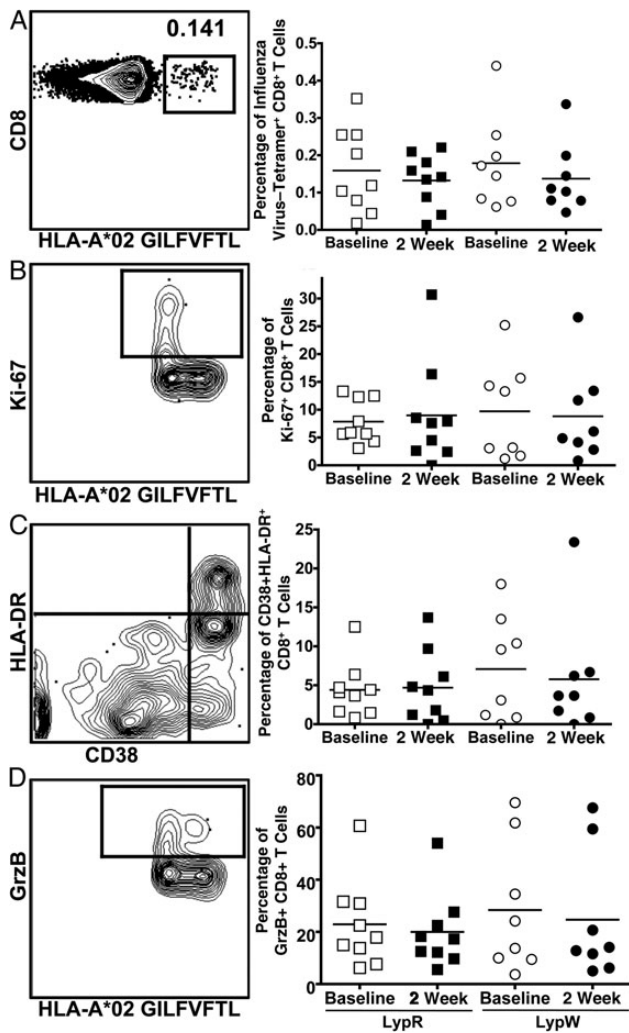 A
0.141
CD8
HLA-A*02 GILFVFTL
Percentage of Influenza
Virus–Tetramer+ CD8+ T Cells
0.5
0.4
0.3
0.2
0.1
0.0
Baseline 2 Week Baseline 2 Week
B
Ki-67
HLA-A*02 GILFVFTL
Percentage of
Ki-67+ CD8+ T Cells
30
25
20
15
10
5
0
Baseline 2 Week Baseline 2 Week
C
HLA-DR
CD38
Percentage of CD38+HLA-DR+
CD8+ T Cells
25
20
15
10
5
0
Baseline 2 Week Baseline 2 Week
D
GrzB
HLA-A*02 GILFVFTL
Percentage of
GrzB+ CD8+ T Cells
80
60
40
20
0
Baseline 2 Week Baseline 2 Week
LypR LypW